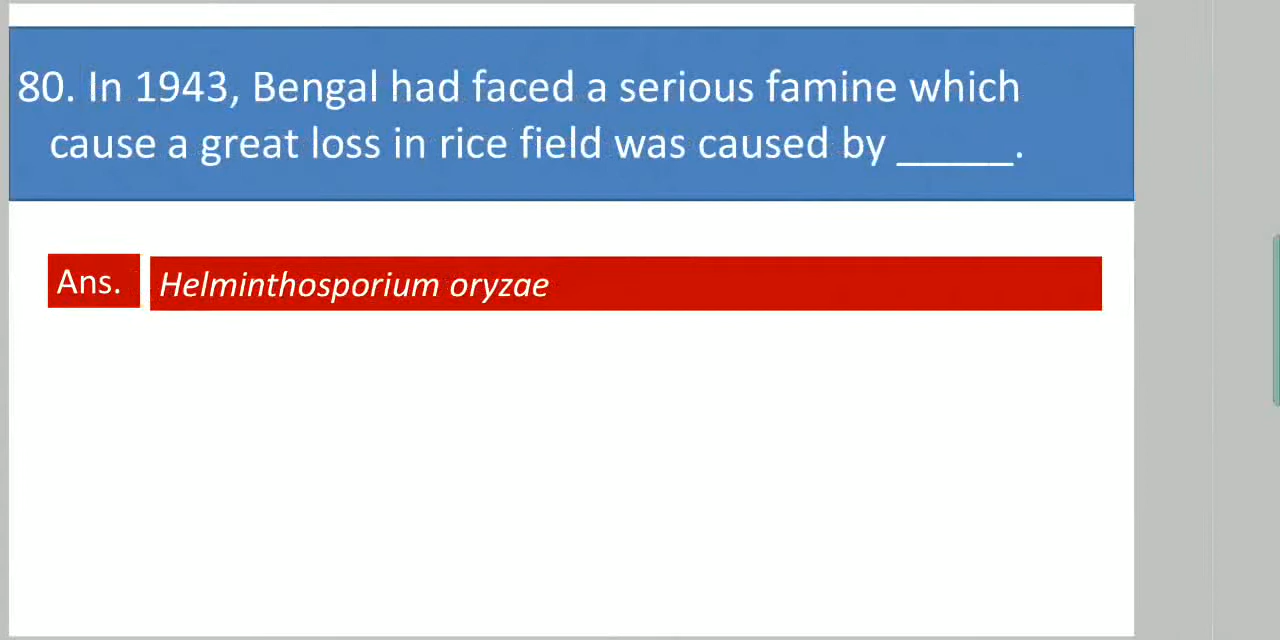 80. In 1943, Bengal had faced a serious famine which
cause a great loss in rice field was caused by _____.
Ans. Helminthosporium oryzae